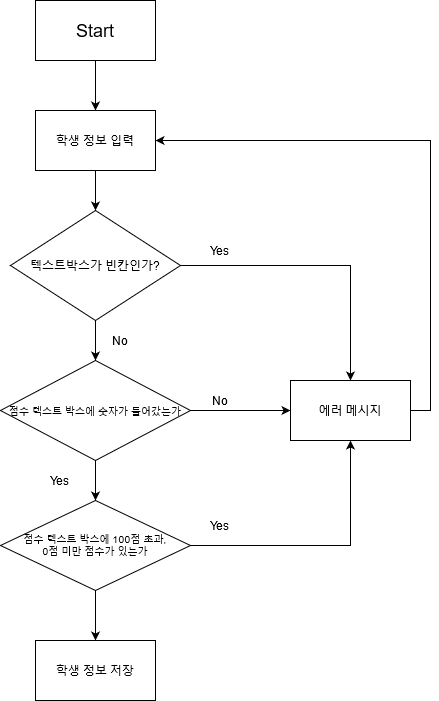 Start
학생 정보 입력
텍스트박스가 빈칸인가?
Yes
No
점수 텍스트 박스에 숫자가 들어갔는가
No
에러 메시지
Yes
점수 텍스트 박스에 100점 초과,
0점 미만 점수가 있는가
Yes
학생 정보 저장